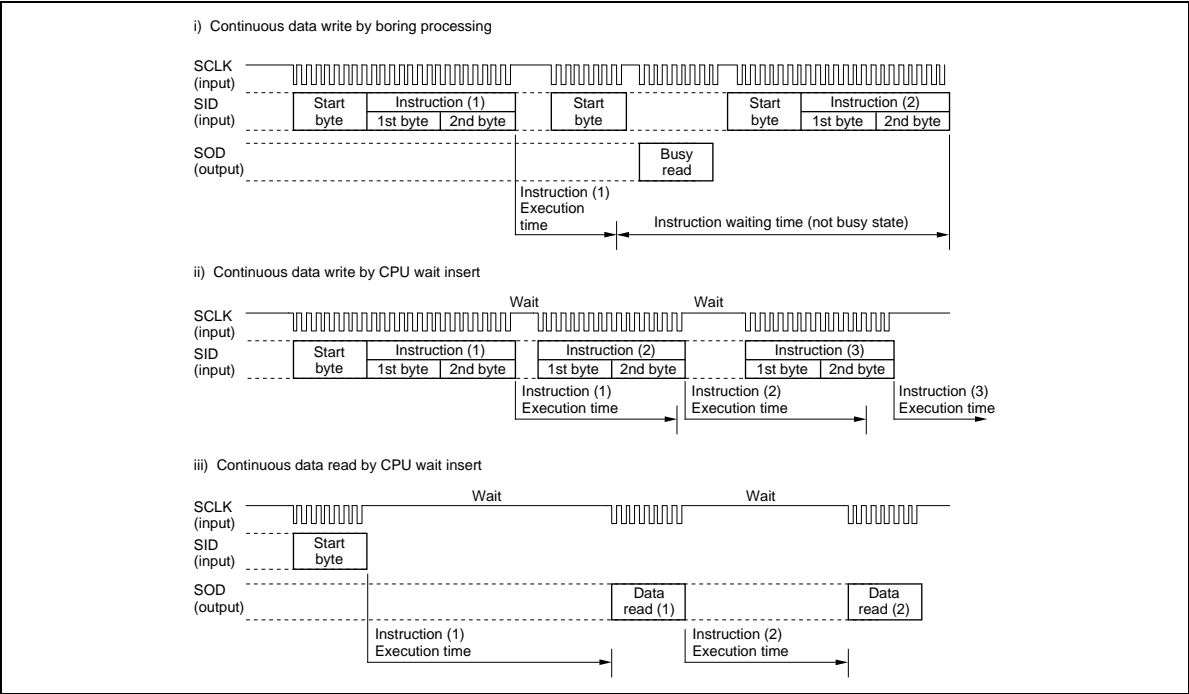 i) Continuous data write by boring processing
SCLK
(input)
SID
(input)
Start
byte
Instruction (1)
1st byte 2nd byte
Start
byte
Start
byte
Instruction (2)
1st byte 2nd byte
SOD
(output)
Busy
read
Instruction (1)
Execution
time
Instruction waiting time (not busy state)
ii) Continuous data write by CPU wait insert
Wait Wait
SCLK
(input)
SID
(input)
Start
byte
Instruction (1)
1st byte 2nd byte
Instruction (2)
1st byte 2nd byte
Instruction (3)
1st byte 2nd byte
Instruction (1)
Execution time
Instruction (2)
Execution time
Instruction (3)
Execution time
iii) Continuous data read by CPU wait insert
Wait Wait
SCLK
(input)
SID
(input)
Start
byte
SOD
(output)
Data
read (1)
Data
read (2)
Instruction (1)
Execution time
Instruction (2)
Execution time